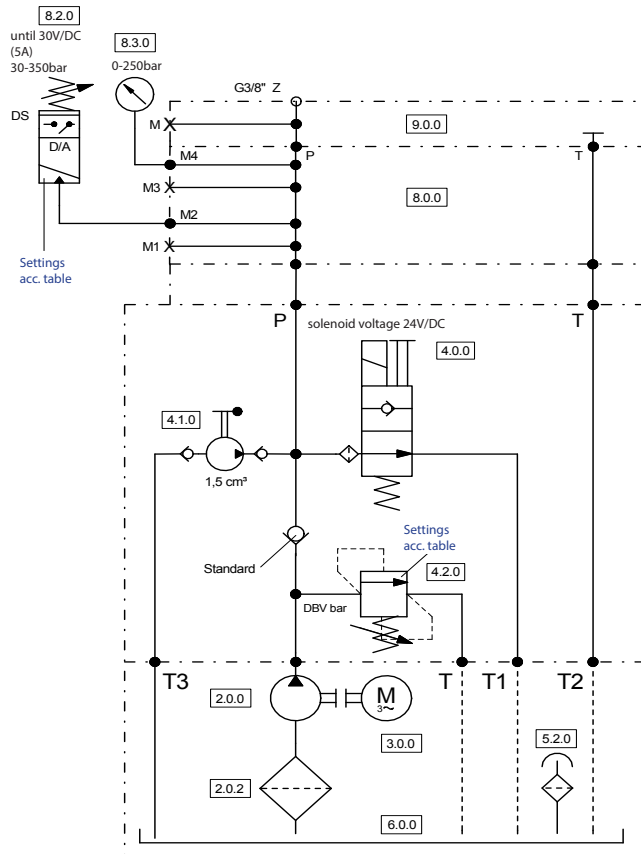 8.2.0
until 30V/DC
(5A)
30-350bar
8.3.0
0-250bar
DS
D/A
Settings
acc. table
G3/8" Z
M
9.0.0
M4
P
T
M3
8.0.0
M2
M1
P
T
solenoid voltage 24V/DC
4.0.0
4.1.0
1,5 cm³
Settings
acc. table
Standard
4.2.0
DBV bar
T3
T
T1
T2
2.0.0
M
3~
3.0.0
5.2.0
2.0.2
6.0.0